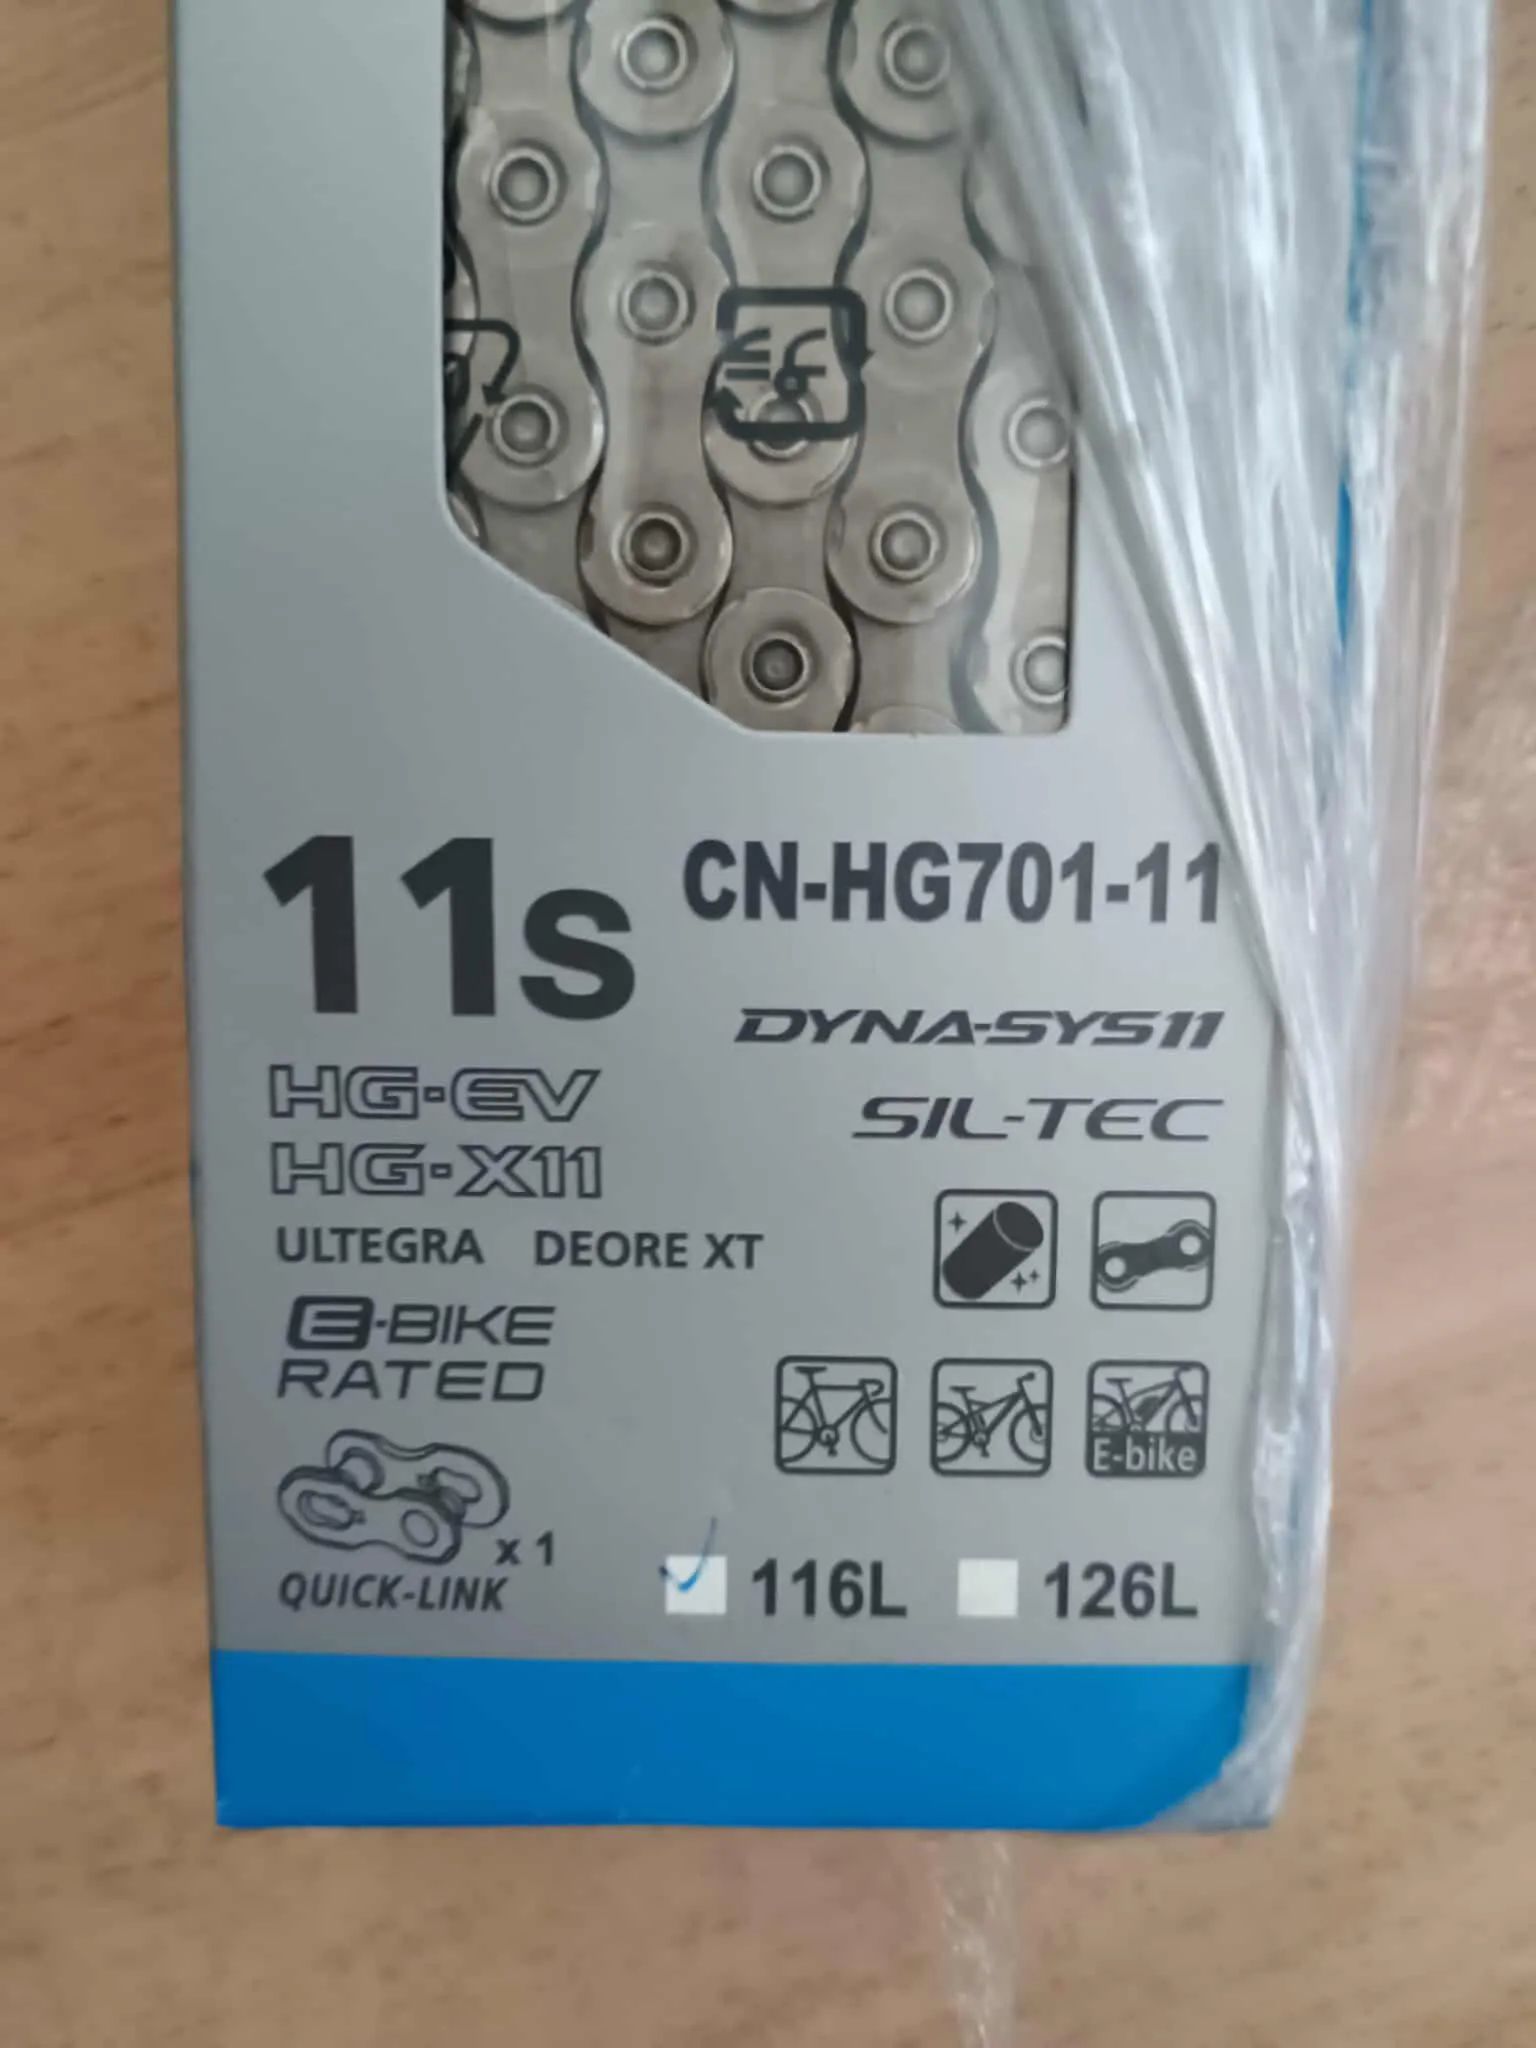 11s
CN-HG701-11
DYNA-SYS11
HG-EV
SIL-TEC
HG-X11
ULTEGRA DEORE XT
E-BIKE
RATED
E-bike
x 1
QUICK-LINK
116L
126L